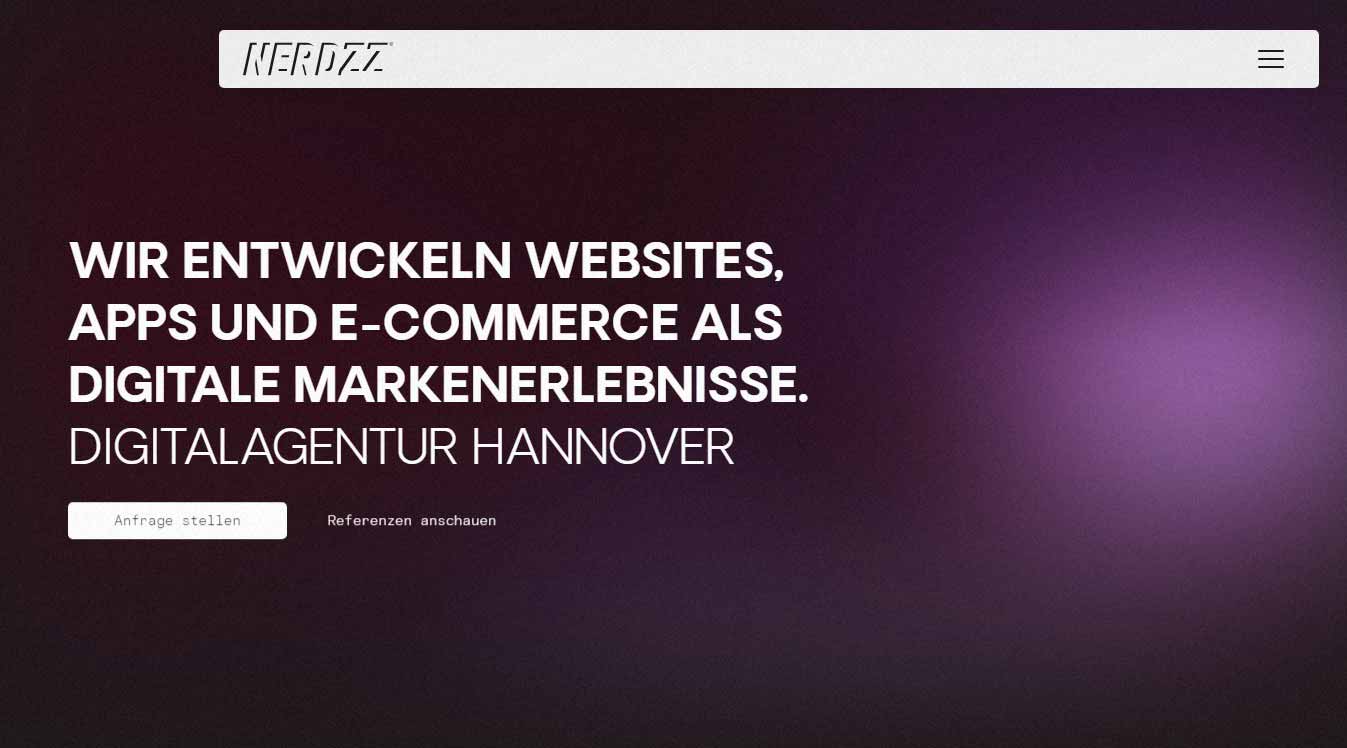 NERDZZ
WIR ENTWICKELN WEBSITES,
APPS UND E-COMMERCE ALS
DIGITALE MARKENERLEBNISSE.
DIGITALAGENTUR HANNOVER
Anfrage stellen
Referenzen anschauen